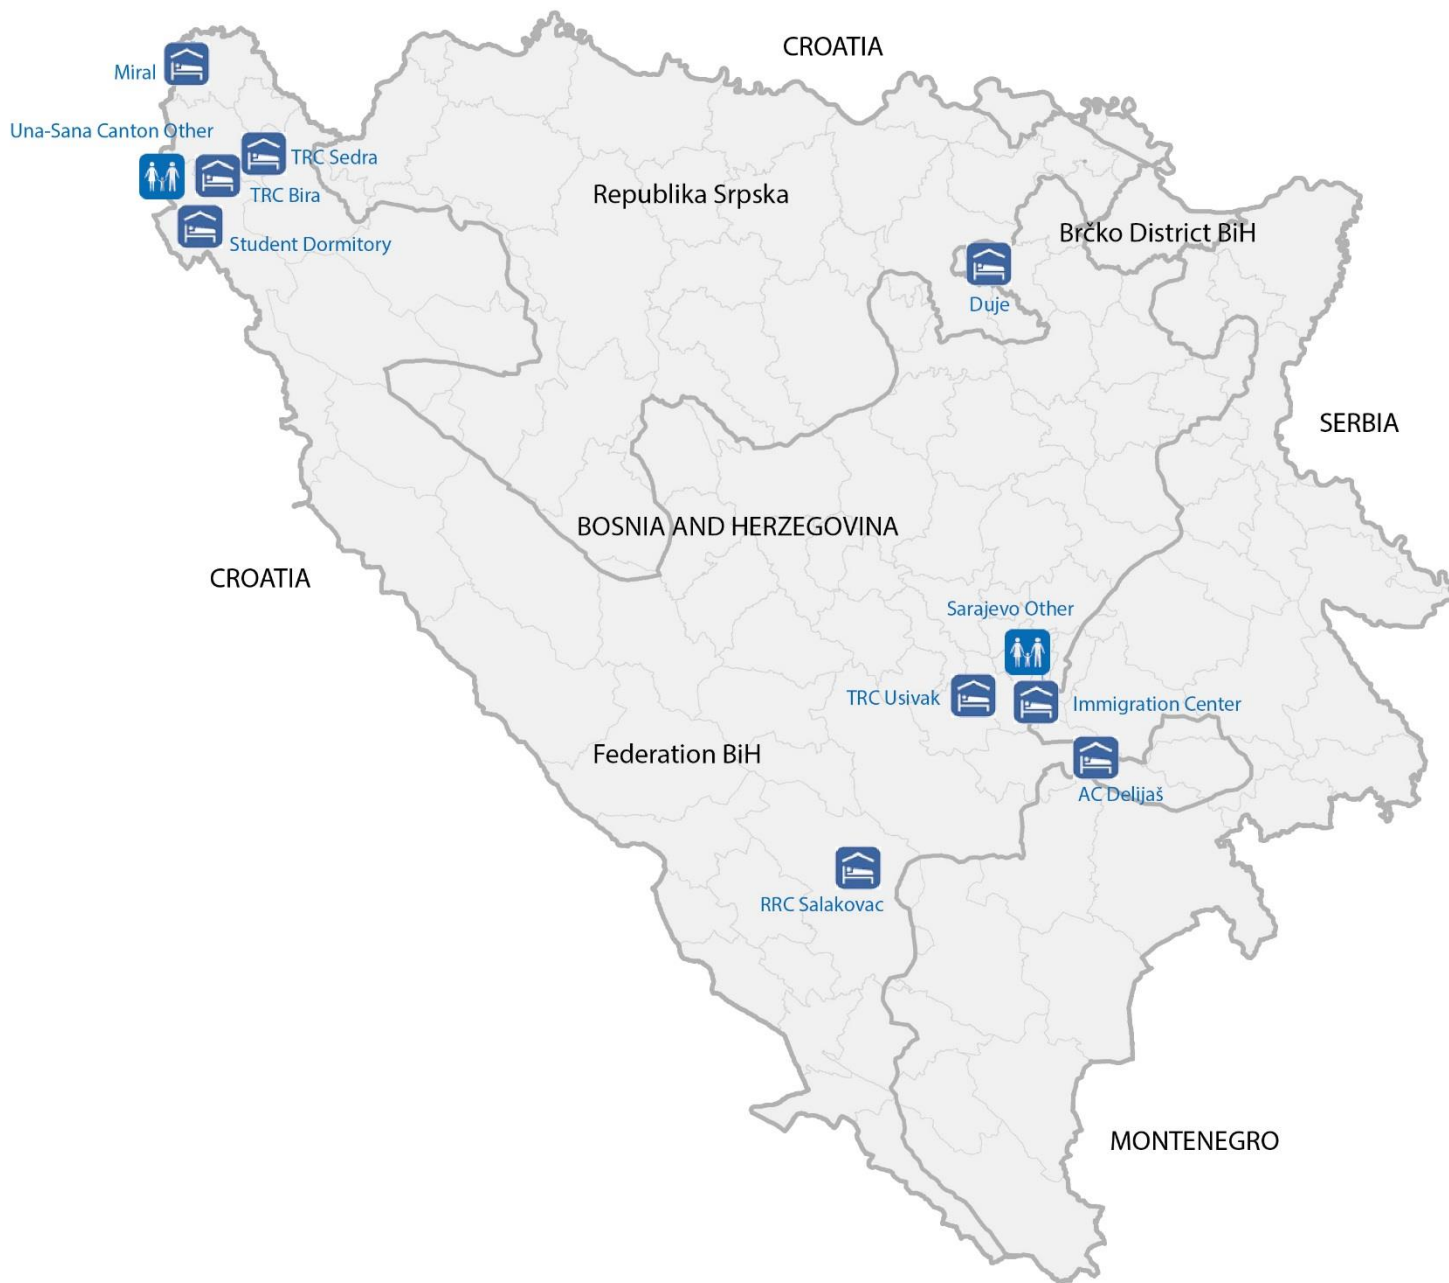 CROATIA
Miral
Una-Sana Canton Other
TRC Sedra
TRC Bira
Republika Srpska
Student Dormitory
Brčko District BiH
Duje
SERBIA
BOSNIA AND HERZEGOVINA
CROATIA
Sarajevo Other
TRC Usivak
Immigration Center
Federation BiH
AC Delijaš
RRC Salakovac
MONTENEGRO